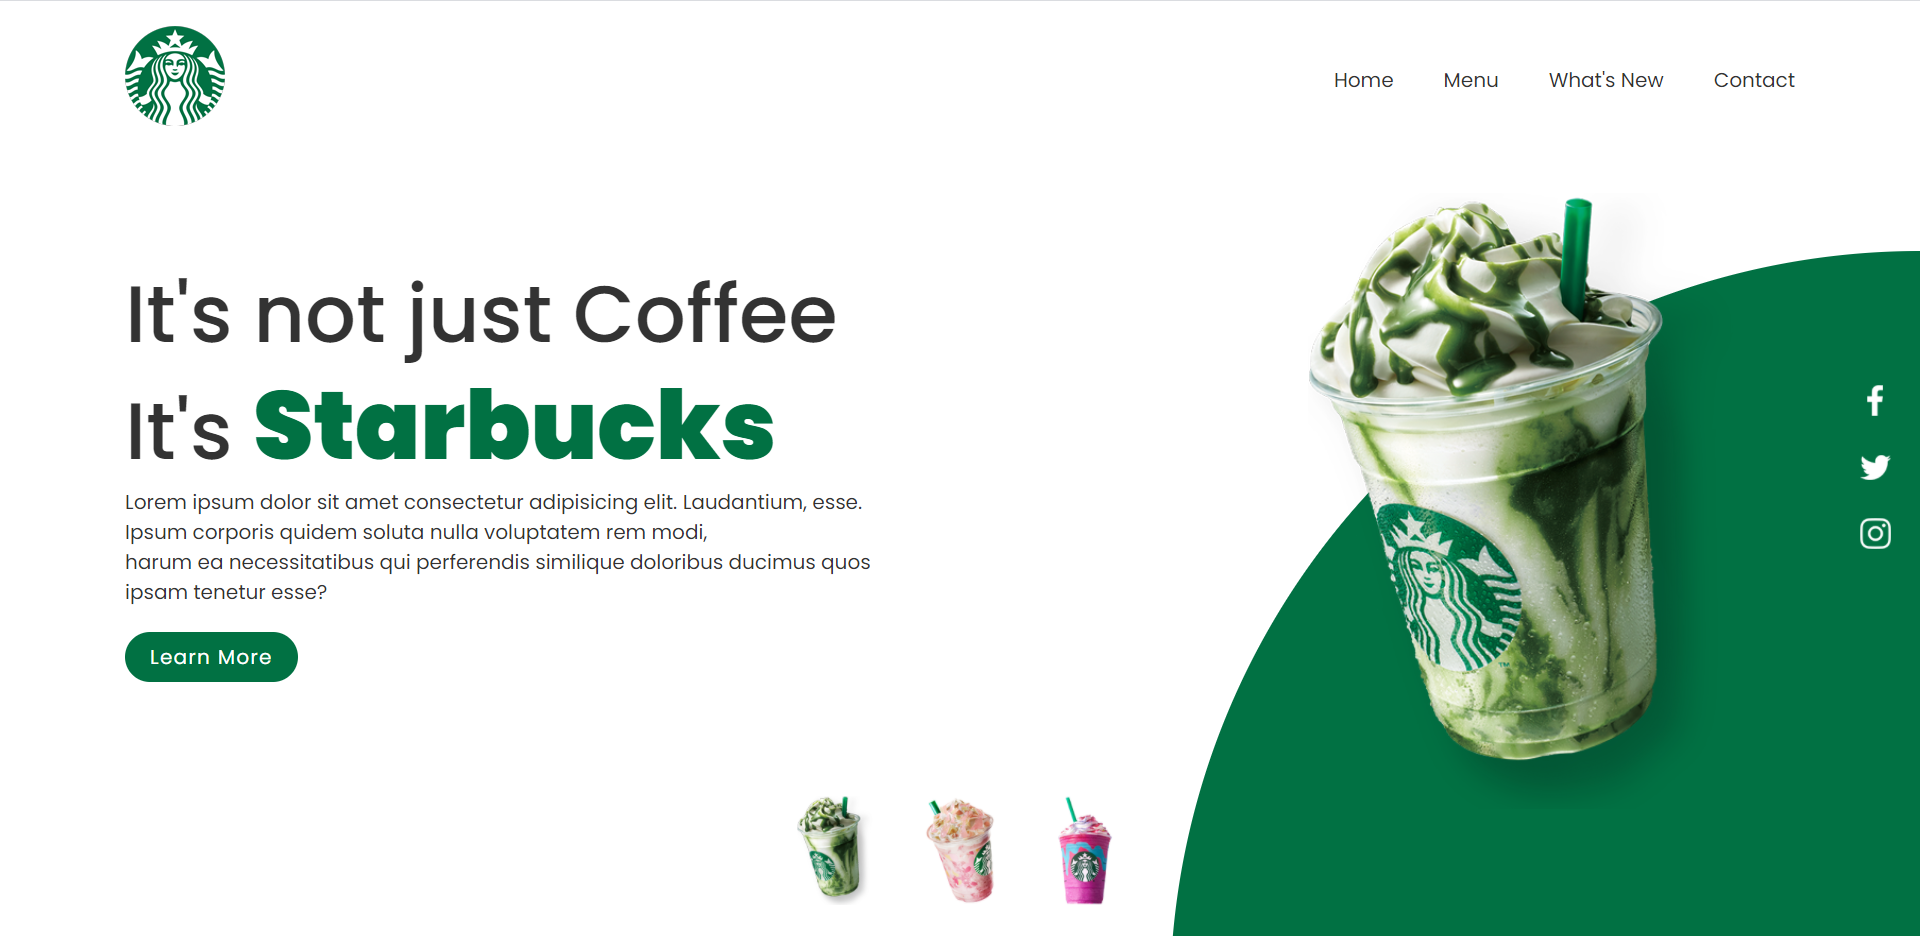 Home
Menu
What's New
Contact
It's not just Coffee
It's Starbucks
Lorem ipsum dolor sit amet consectetur adipisicing elit. Laudantium, esse.
Ipsum corporis quidem soluta nulla voluptatem rem modi,
harum ea necessitatibus qui perferendis similique doloribus ducimus quos
ipsam tenetur esse?
Learn More
TM